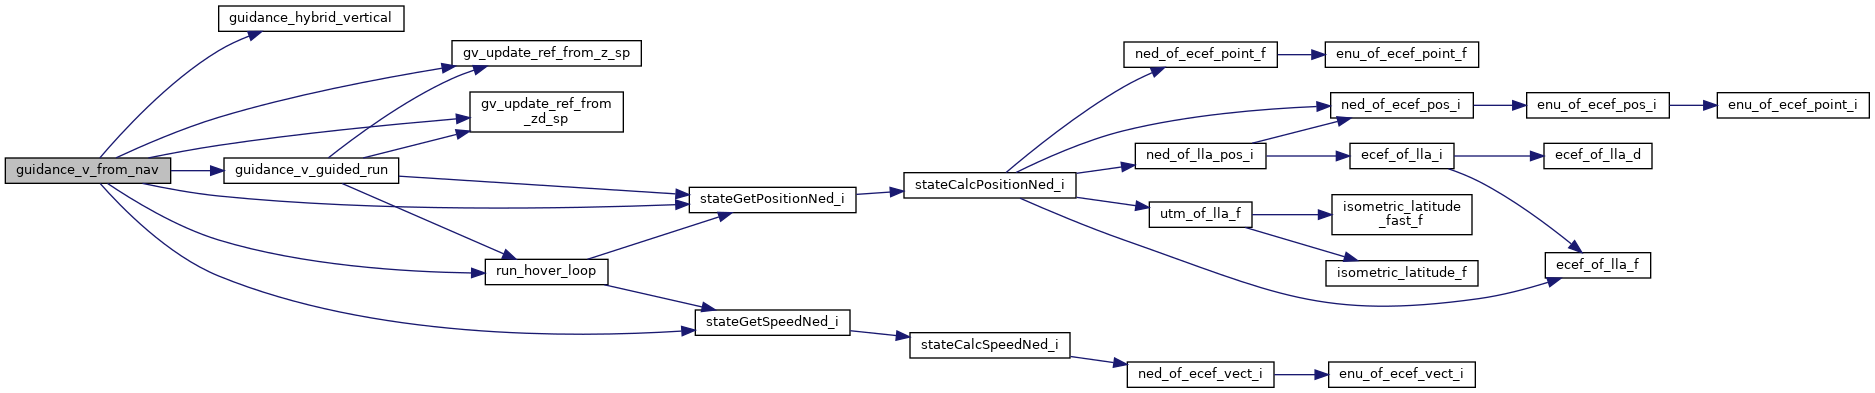 guidance_v_from_nav
guidance_hybrid_vertical
gv_update_ref_from_z_sp
gv_update_ref_from
_zd_sp
guidance_v_guided_run
run_hover_loop
stateGetPositionNed_i
stateGetSpeedNed_i
stateCalcPositionNed_i
stateCalcSpeedNed_i
ned_of_ecef_point_f
enu_of_ecef_point_f
ned_of_ecef_pos_i
enu_of_ecef_pos_i
enu_of_ecef_point_i
ned_of_lla_pos_i
ecef_of_lla_i
ecef_of_lla_d
utm_of_lla_f
isometric_latitude
_fast_f
isometric_latitude_f
ecef_of_lla_f
ned_of_ecef_vect_i
enu_of_ecef_vect_i